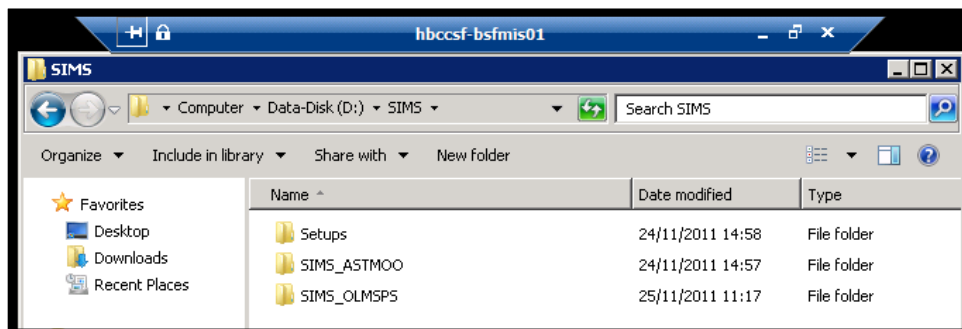 hbccsf-bsfmis01
SIMS
Computer Data-Disk (D:) SIMS Search SIMS
Organize Include in library Share with New folder
Favorites
Desktop
Downloads
Recent Places
Name Date modified Type
Setups 24/11/2011 14:58 File folder
SIMS_ASTMOO 24/11/2011 14:57 File folder
SIMS_OLMSPS 25/11/2011 11:17 File folder